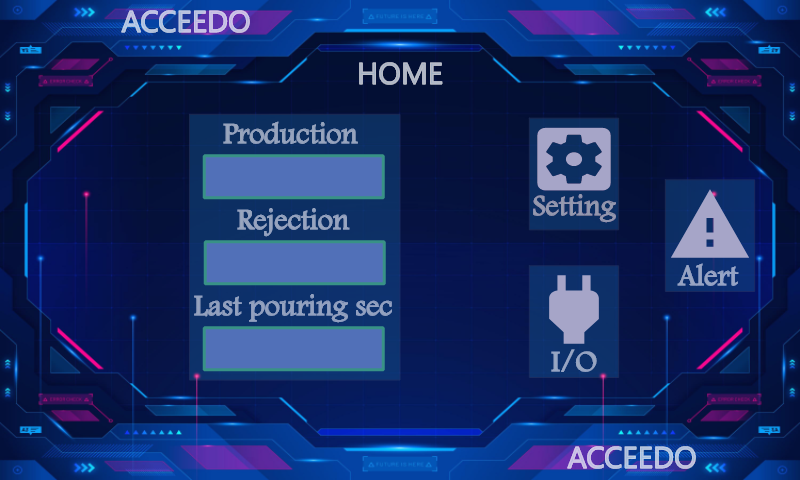 ACCEEDO
HOME
Production
Rejection
Last pouring sec
Setting
Alert
I/O
ACCEEDO